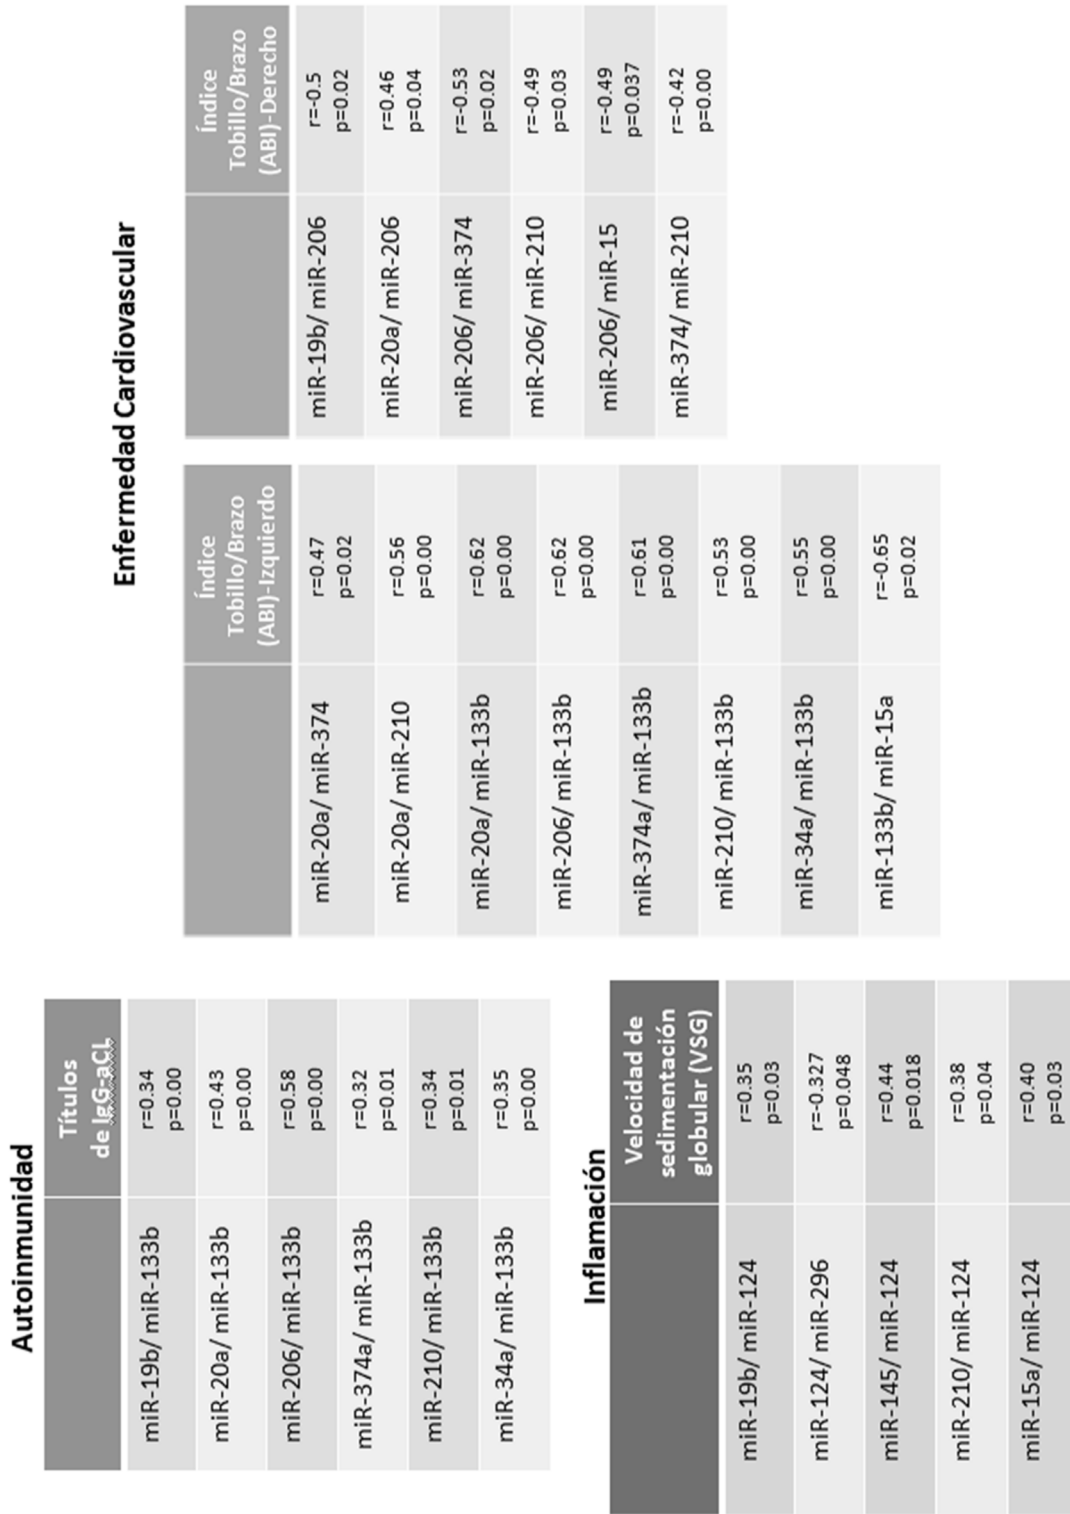 Autoinmunidad
Títulos
de IgG-aCL
miR-19b/ miR-133b
r=0.34
p=0.00
miR-20a/ miR-133b
r=0.43
p=0.00
miR-206/ miR-133b
r=0.58
p=0.00
miR-374a/ miR-133b
r=0.32
p=0.01
miR-210/ miR-133b
r=0.34
p=0.01
miR-34a/ miR-133b
r=0.35
p=0.00
Inflamación
Velocidad de
sedimentación
globular (VSG)
miR-19b/ miR-124
r=0.35
p=0.03
miR-124/ miR-296
r=-0.327
p=0.048
miR-145/ miR-124
r=0.44
p=0.018
miR-210/ miR-124
r=0.38
p=0.04
miR-15a/ miR-124
r=0.40
p=0.03
Enfermedad Cardiovascular
Índice
Tobillo/Brazo
(ABI)-Izquierdo
miR-20a/ miR-374
r=0.47
p=0.02
miR-20a/ miR-210
r=0.56
p=0.00
miR-20a/ miR-133b
r=0.62
p=0.00
miR-206/ miR-133b
r=0.62
p=0.00
miR-374a/ miR-133b
r=0.61
p=0.00
miR-210/ miR-133b
r=0.53
p=0.00
miR-34a/ miR-133b
r=0.55
p=0.00
miR-133b/ miR-15a
r=-0.65
p=0.02
Índice
Tobillo/Brazo
(ABI)-Derecho
miR-19b/ miR-206
r=-0.5
p=0.02
miR-20a/ miR-206
r=0.46
p=0.04
miR-206/ miR-374
r=-0.53
p=0.02
miR-206/ miR-210
r=-0.49
p=0.03
miR-206/ miR-15
r=-0.49
p=0.037
miR-374/ miR-210
r=-0.42
p=0.00